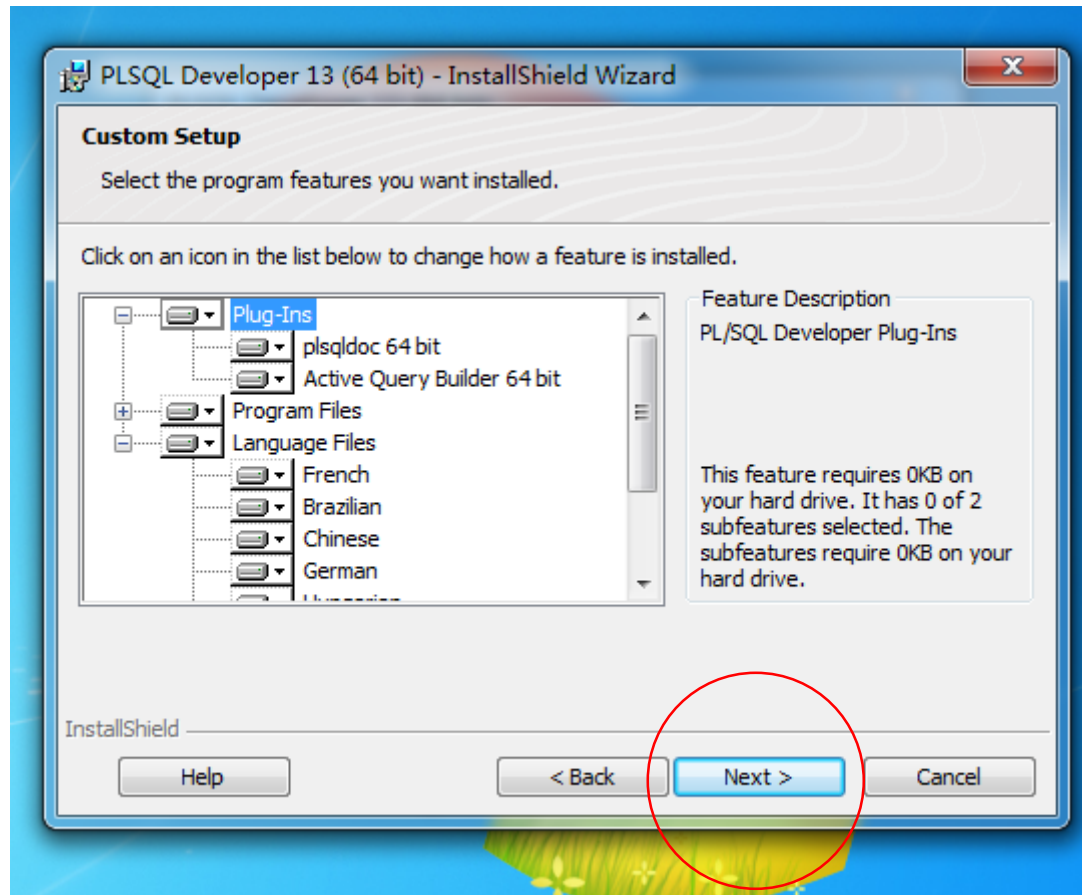 PLSQL Developer 13 (64 bit) - InstallShield Wizard
Custom Setup
Select the program features you want installed.
Click on an icon in the list below to change how a feature is installed.
Plug-Ins
plsqldoc 64 bit
Active Query Builder 64 bit
Program Files
Language Files
French
Brazilian
Chinese
German
Feature Description
PL/SQL Developer Plug-Ins
This feature requires 0KB on
your hard drive. It has 0 of 2
subfeatures selected. The
subfeatures require 0KB on your
hard drive.
InstallShield
Help
< Back
Next >
Cancel